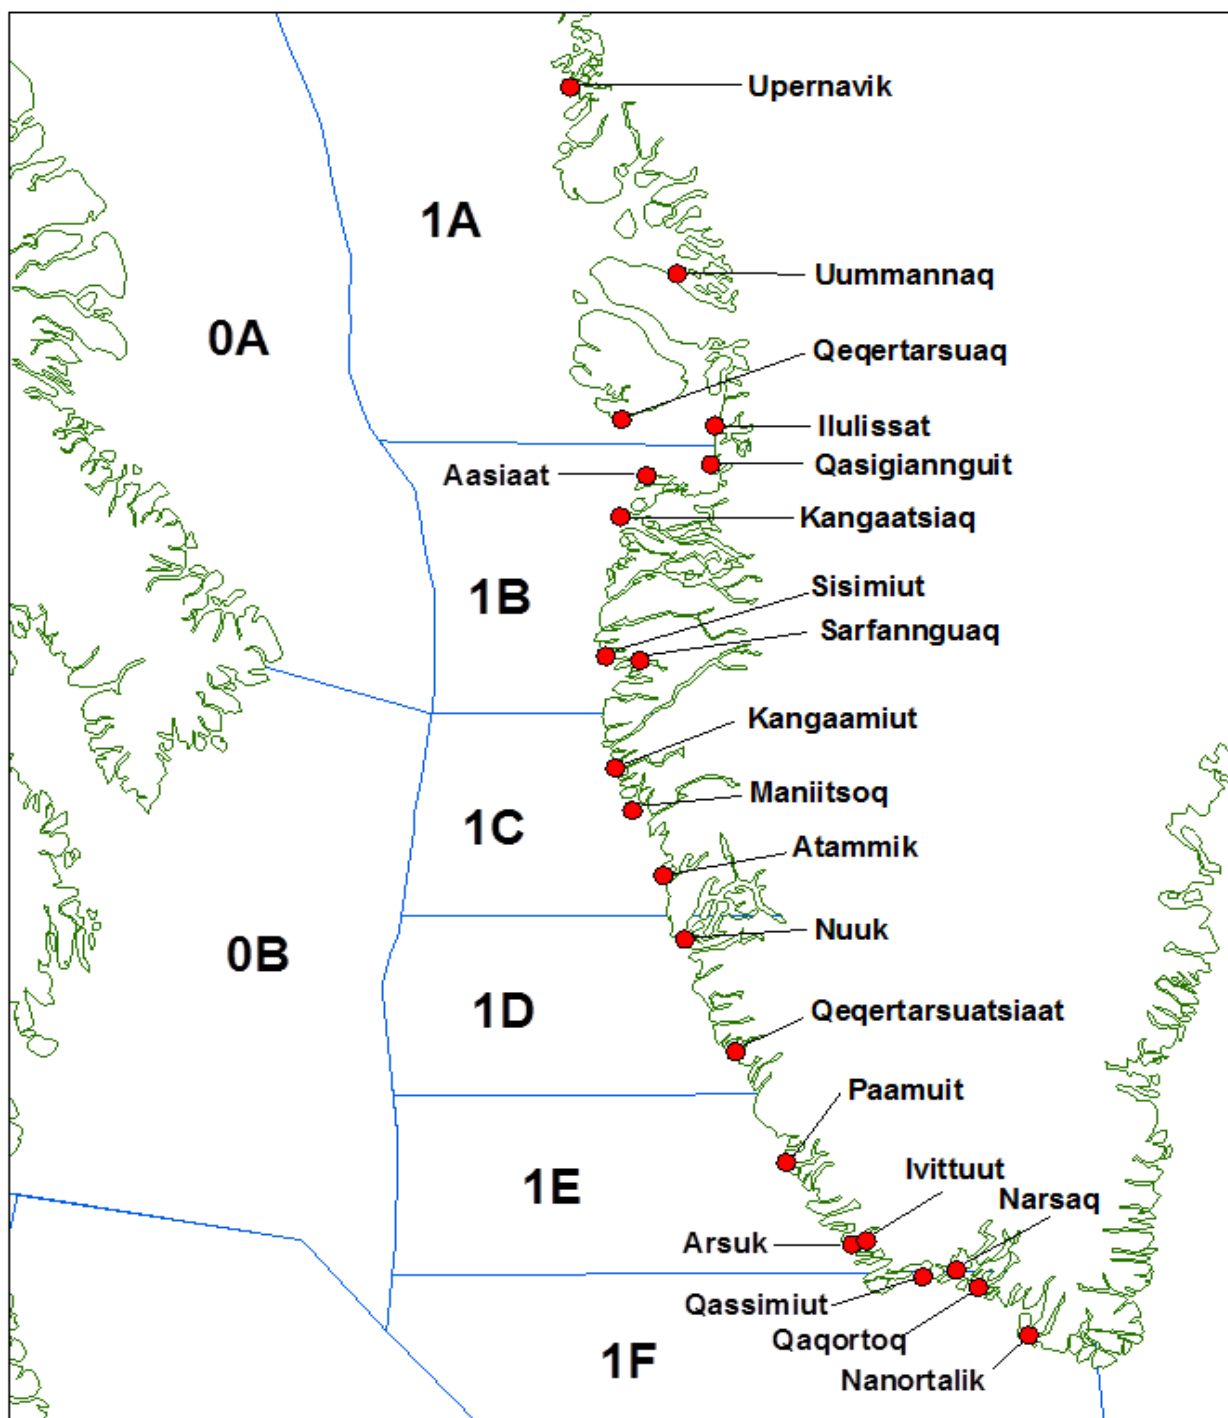 Upernavik
1A
Uummannaq
0A
Qeqertarsuaq
Ilulissat
Qasigiannguit
Aasiaat
Kangaatsiaq
1B
Sisimiut
Sarfannguaq
Kangaamiut
Maniitsoq
1C
Atammik
Nuuk
0B
1D
Qeqertarsuatsiaat
Paamuit
1E
Ivittuut
Narsaq
Arsuk
Qassimiut
Qaqortoq
1F
Nanortalik